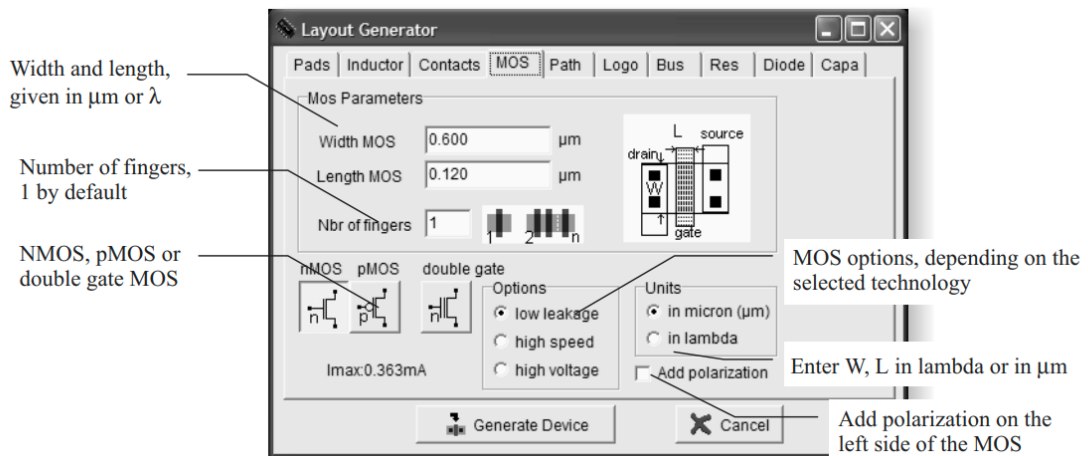 Layout Generator
Pads Inductor Contacts MOS Path Logo Bus Res Diode Capa
Width and length,
given in μm or λ
Mos Parameters
Width MOS 0.600 μm
Length MOS 0.120 μm
Nbr of fingers 1
1 2 n
L source
drain
W
gate
Number of fingers,
1 by default
NMOS, pMOS or
double gate MOS
nMOS pMOS double gate
n p n
Options
low leakage
high speed
high voltage
Units
in micron (μm)
in lambda
Imax:0.363mA
Add polarization
MOS options, depending on the
selected technology
Enter W, L in lambda or in μm
Add polarization on the
left side of the MOS
Generate Device Cancel